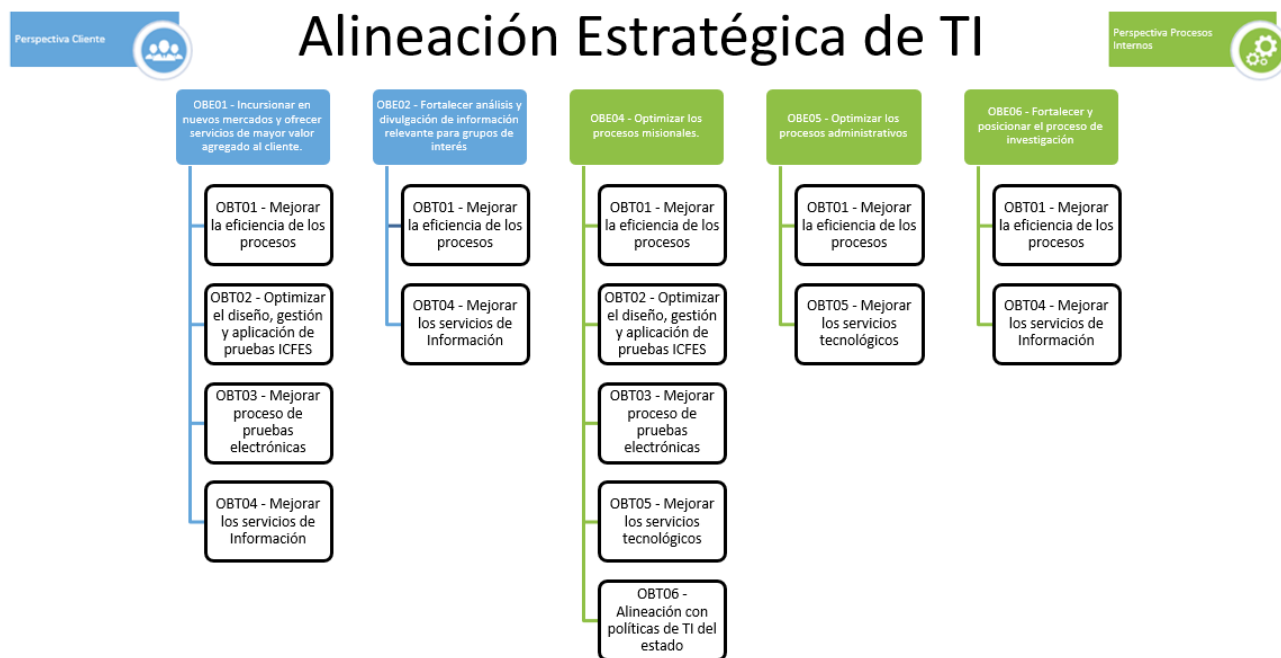 Perspectiva Cliente
Alineación Estratégica de TI
Perspectiva Procesos
Internos
OBE01 - Incursionar en
nuevos mercados y ofrecer
servicios de mayor valor
agregado al cliente.
OBT01 - Mejorar
la eficiencia de los
procesos
OBT02 - Optimizar
el diseño, gestión
y aplicación de
pruebas ICFES
OBT03 - Mejorar
proceso de
pruebas
electrónicas
OBT04 - Mejorar
los servicios de
Información
OBE02 - Fortalecer análisis y
divulgación de información
relevante para grupos de
interés
OBT01 - Mejorar
la eficiencia de los
procesos
OBT04 - Mejorar
los servicios de
Información
OBE04 - Optimizar los
procesos misionales.
OBT01 - Mejorar
la eficiencia de los
procesos
OBT02 - Optimizar
el diseño, gestión
y aplicación de
pruebas ICFES
OBT03 - Mejorar
proceso de
pruebas
electrónicas
OBT05 - Mejorar
los servicios
tecnológicos
OBT06 -
Alineación con
políticas de TI del
estado
OBE05 - Optimizar los
procesos administrativos
OBT01 - Mejorar
la eficiencia de los
procesos
OBT05 - Mejorar
los servicios
tecnológicos
OBE06 - Fortalecer y
posicionar el proceso de
investigación
OBT01 - Mejorar
la eficiencia de los
procesos
OBT04 - Mejorar
los servicios de
Información